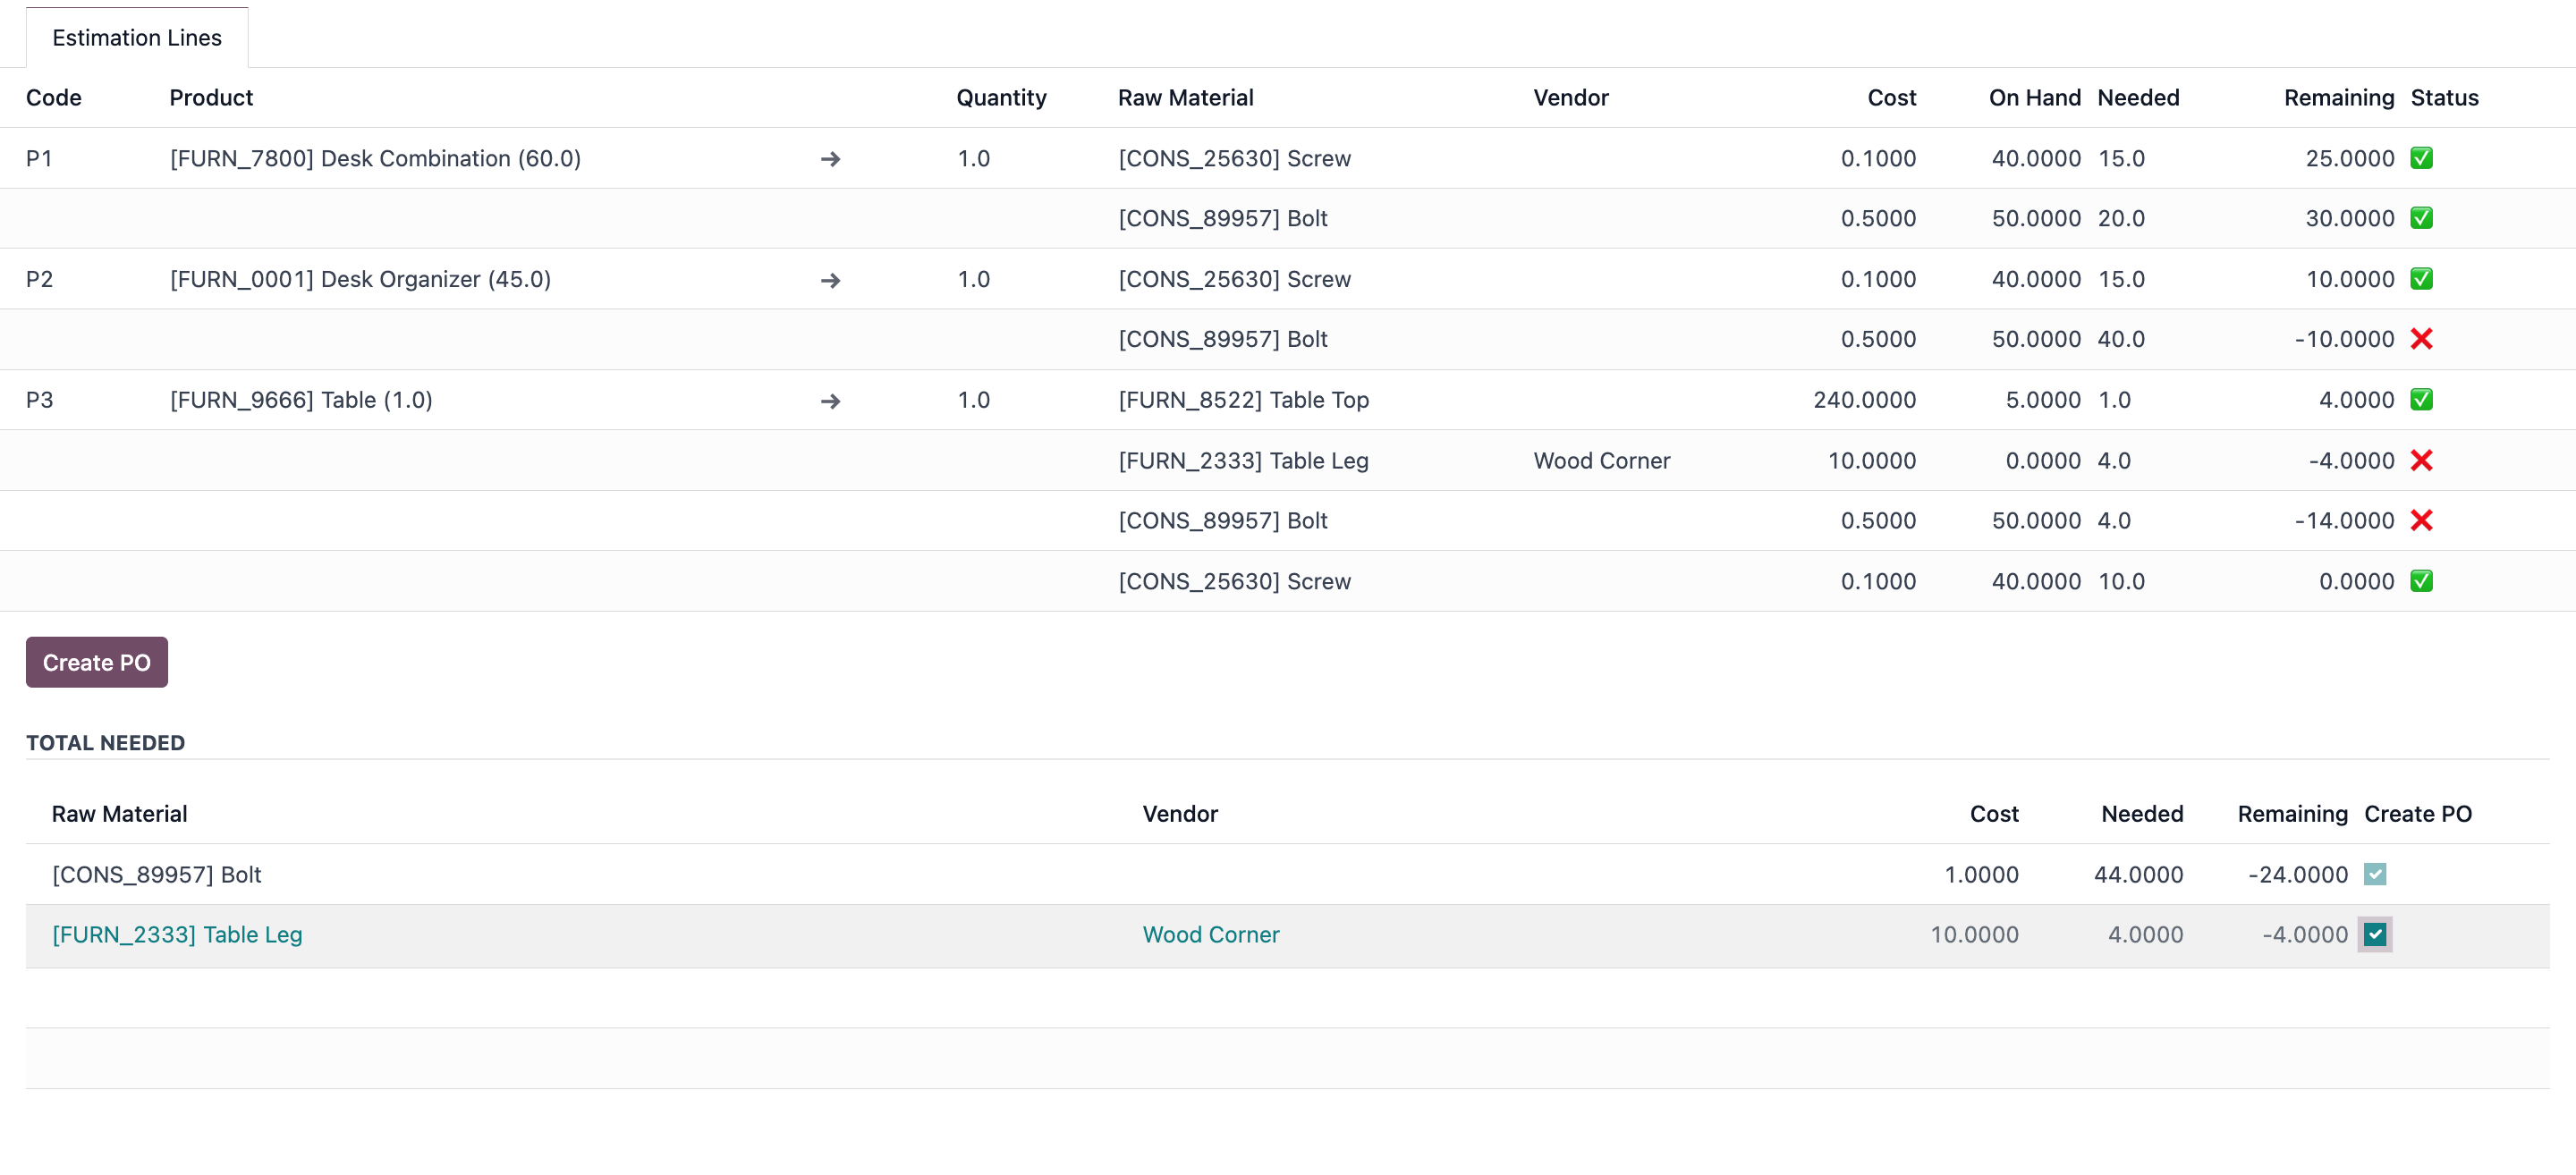 Estimation Lines
Code Product Quantity Raw Material Vendor Cost On Hand Needed Remaining Status
P1 [FURN_7800] Desk Combination (60.0) → 1.0 [CONS_25630] Screw 0.1000 40.0000 15.0 25.0000 ✅
[CONS_89957] Bolt 0.5000 50.0000 20.0 30.0000 ✅
P2 [FURN_0001] Desk Organizer (45.0) → 1.0 [CONS_25630] Screw 0.1000 40.0000 15.0 10.0000 ✅
[CONS_89957] Bolt 0.5000 50.0000 40.0 -10.0000 ❌
P3 [FURN_9666] Table (1.0) → 1.0 [FURN_8522] Table Top 240.0000 5.0000 1.0 4.0000 ✅
[FURN_2333] Table Leg Wood Corner 10.0000 0.0000 4.0 -4.0000 ❌
[CONS_89957] Bolt 0.5000 50.0000 4.0 -14.0000 ❌
[CONS_25630] Screw 0.1000 40.0000 10.0 0.0000 ✅
Create PO
TOTAL NEEDED
Raw Material Vendor Cost Needed Remaining Create PO
[CONS_89957] Bolt 1.0000 44.0000 -24.0000
[FURN_2333] Table Leg Wood Corner 10.0000 4.0000 -4.0000